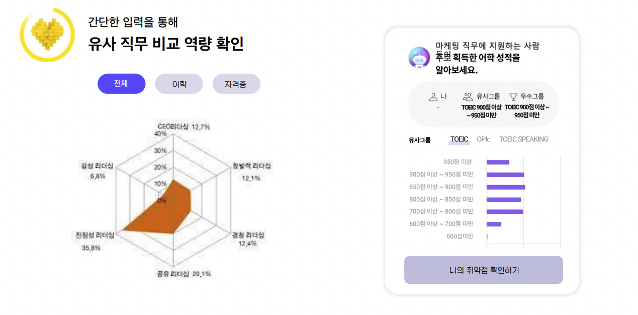 간단한 입력을 통해
유사 직무 비교 역량 확인
전체
어학
자격증
CEO리더십 12,7%
40%
30%
20%
10%
0%
감성 리더십
6,8%
창발적 리더십
12,1%
진정성 리더십
35,8%
경청 리더십
12,4%
공유 리더십 20,1%
마케팅 직무에 지원하는 사람
주로 획득한 어학 성적을
알아보세요.
나
-
유사그룹
TOEIC 900점 이상
~ 950점 미만
우수그룹
TOEIC 900점 이상 ~
950점 미만
유사그룹
TOEIC
OPIc
TOEIC SPEAKING
950점 이상
900점 이상 ~ 950점 미만
850점 이상 ~ 900점 미만
800점 이상 ~ 850점 미만
700점 이상 ~ 800점 미만
600점 이상 ~ 700점 미만
600점미만
나의 취약점 확인하기